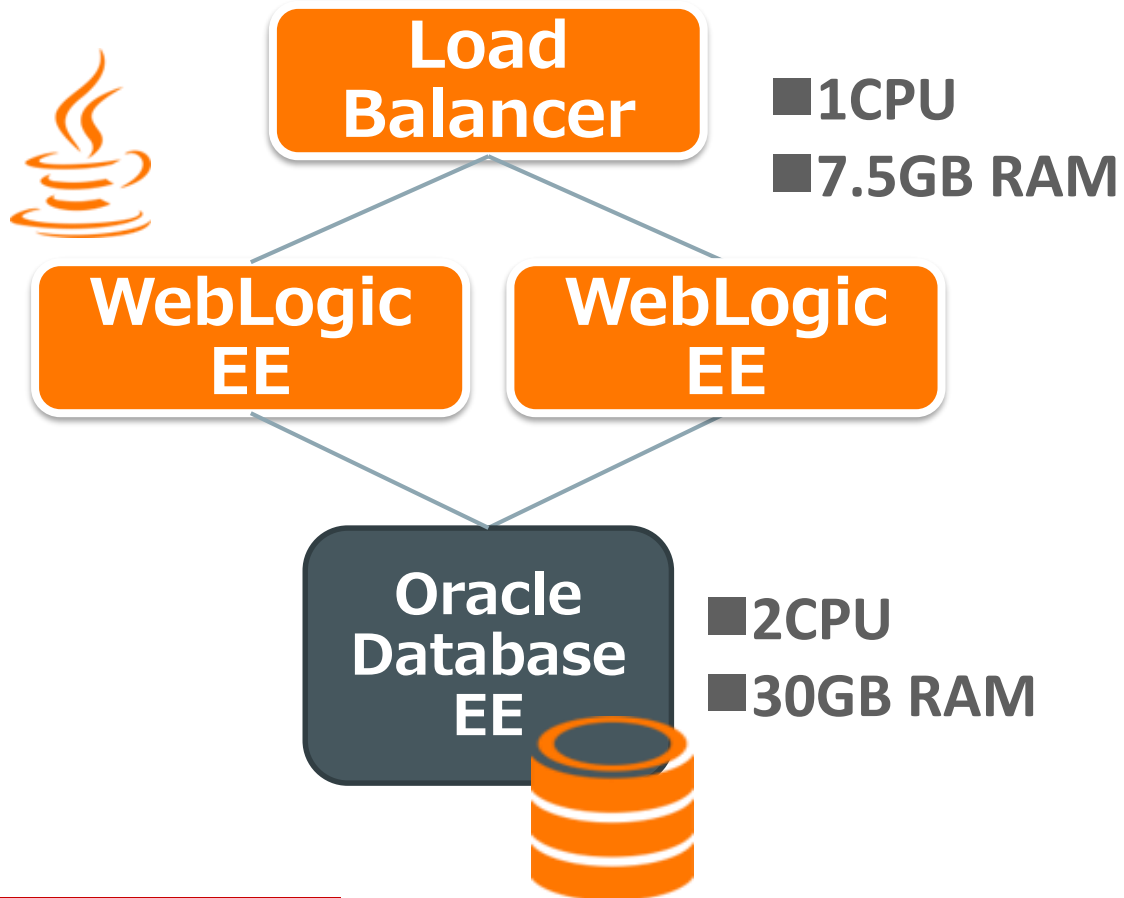 Load
Balancer
■1CPU
■7.5GB RAM
WebLogic
EE
WebLogic
EE
Oracle
Database
EE
■2CPU
■30GB RAM